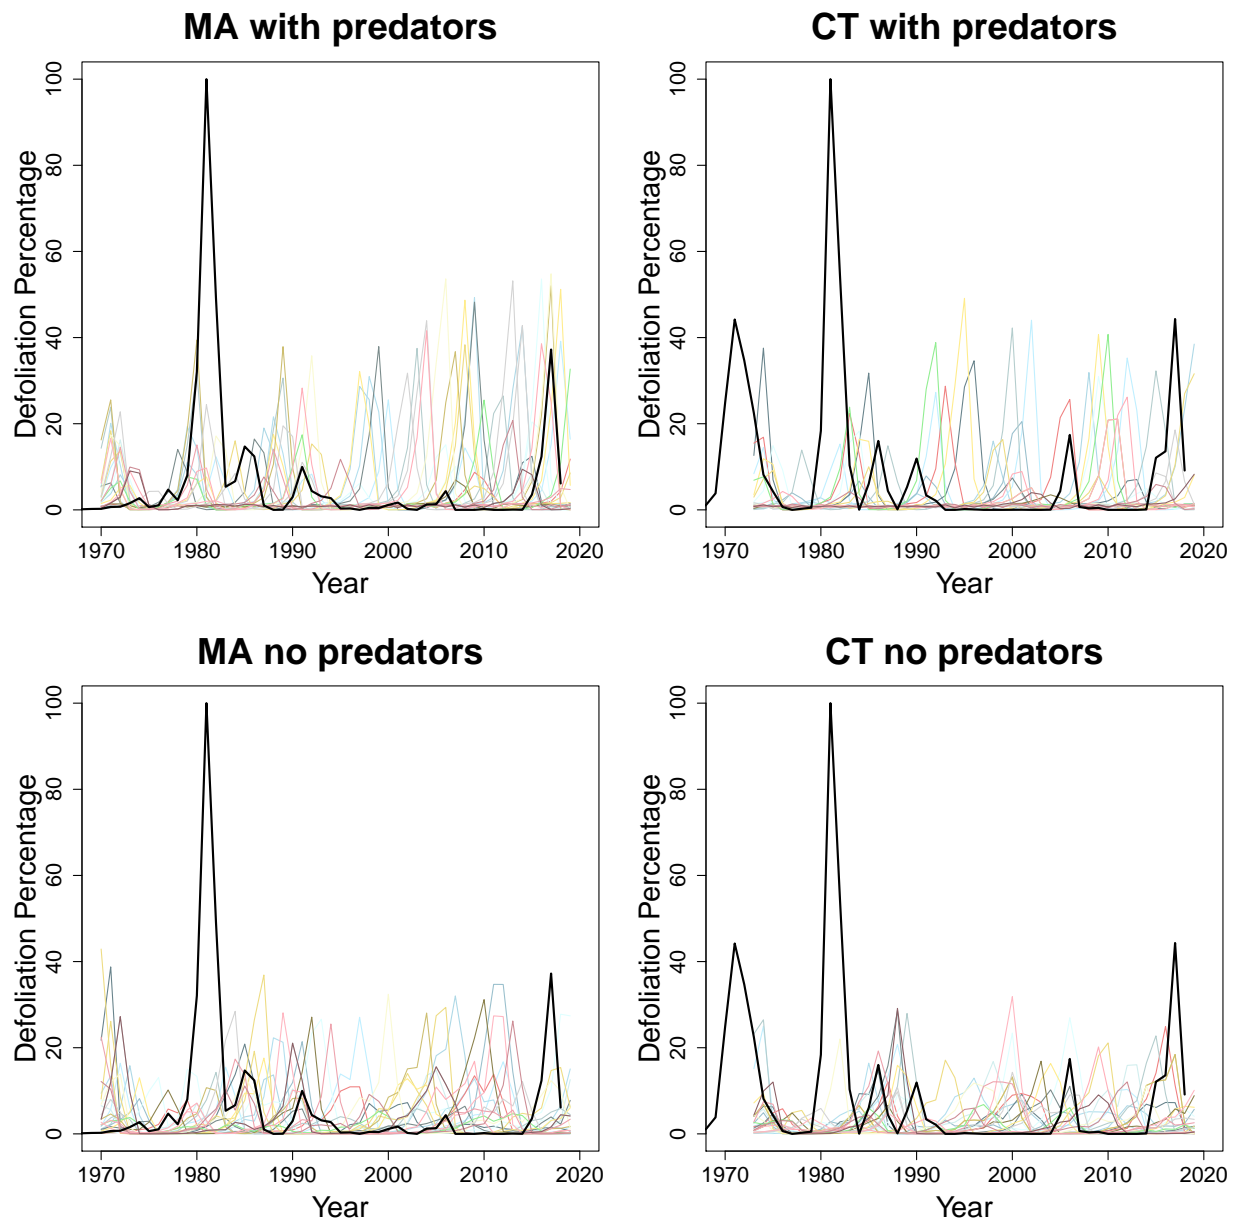 MA with predators
Defoliation Percentage
0 20 40 60 80 100
1970 1980 1990 2000 2010 2020
Year
CT with predators
Defoliation Percentage
0 20 40 60 80 100
1970 1980 1990 2000 2010 2020
Year
MA no predators
Defoliation Percentage
0 20 40 60 80 100
1970 1980 1990 2000 2010 2020
Year
CT no predators
Defoliation Percentage
0 20 40 60 80 100
1970 1980 1990 2000 2010 2020
Year